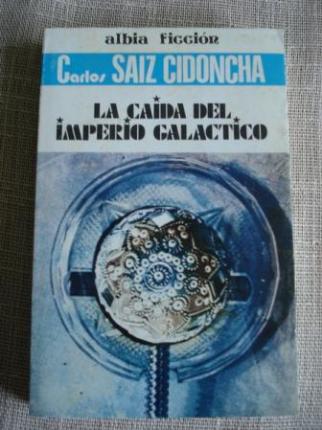 albia ficción
Carlos SAIZ CIDONCHA
LA CAIDA DEL
IMPERIO GALACTICO